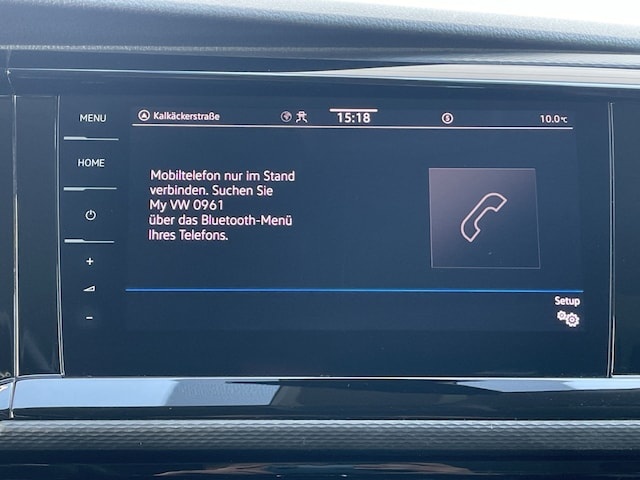 MENU
HOME
Kalkäckerstraße
15:18
10.0°C
Mobiltelefon nur im Stand
verbinden. Suchen Sie
My VW 0961
über das Bluetooth-Menü
Ihres Telefons.
Setup